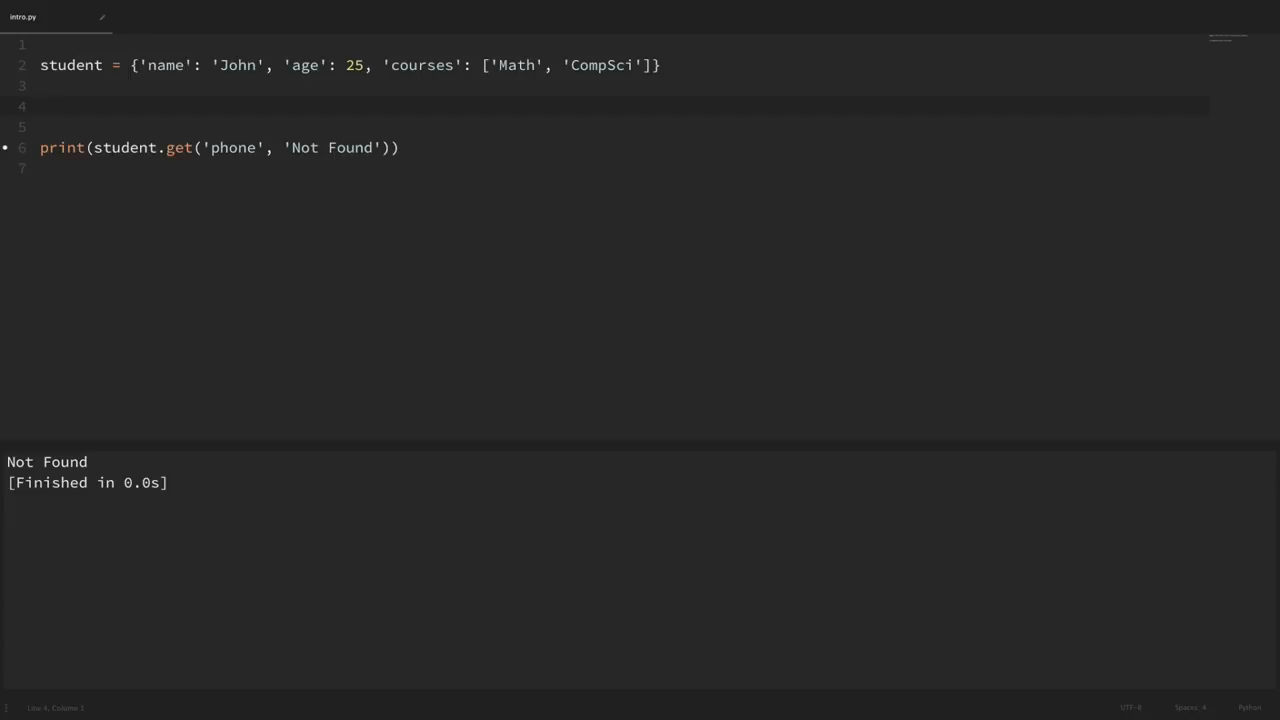 intro.py
1
2 student = {'name': 'John', 'age': 25, 'courses': ['Math', 'CompSci']}
3
4
5
6 print(student.get('phone', 'Not Found'))
7
Not Found
[Finished in 0.0s]
Line 4, Column 1
UTF-8
Spaces: 4
Python